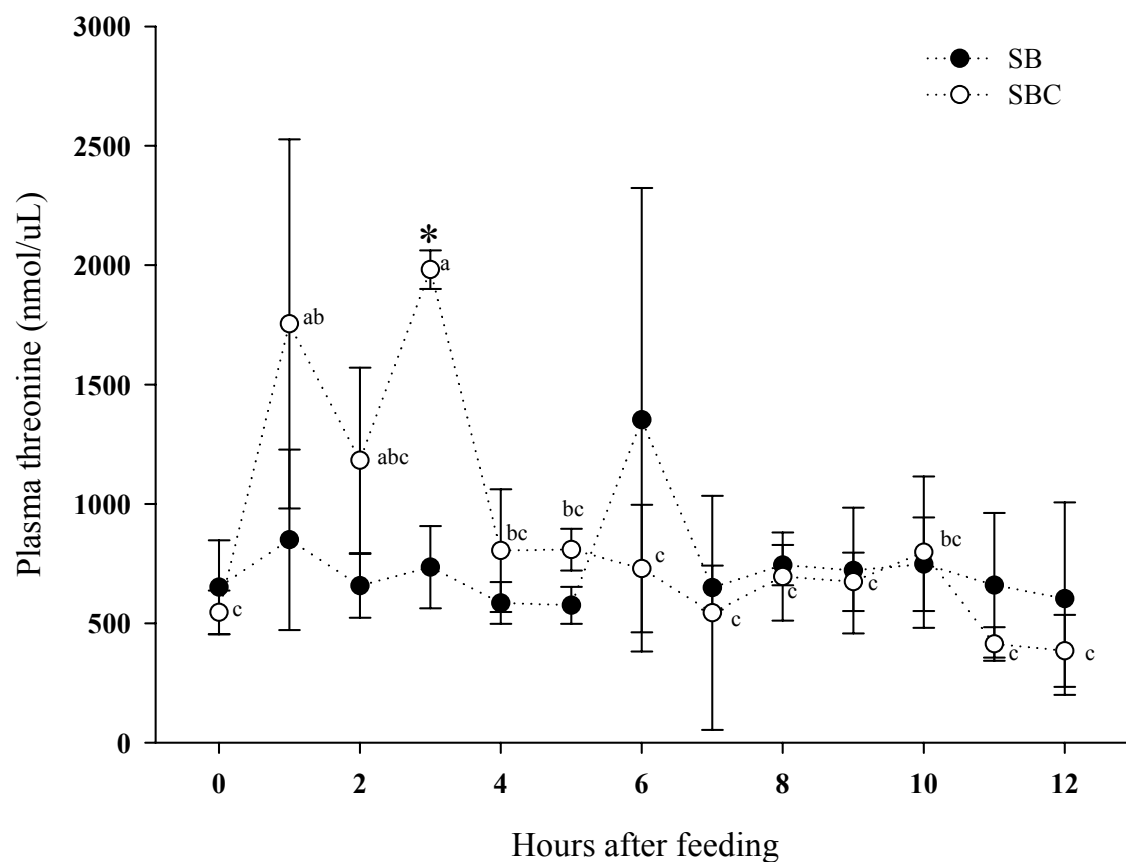 3000
SB
SBC
2500
2000
1500
1000
500
0
Plasma threonine (nmol/uL)
*
a
ab
abc
bc
bc
bc
c
c
c
c
c
c
c
c
0 2 4 6 8 10 12
Hours after feeding